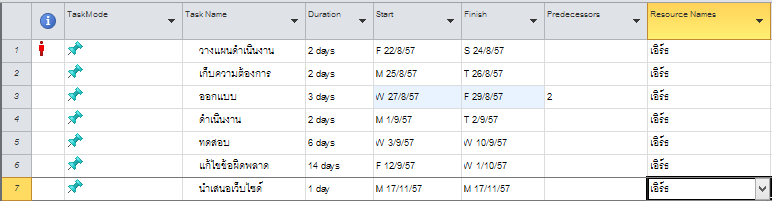 TaskMode Task Name Duration Start Finish Predecessors Resource Names
1 วางแผนดำเนินงาน 2 days F 22/8/57 S 24/8/57 เอิร์ธ
2 เก็บความต้องการ 2 days M 25/8/57 T 26/8/57 เอิร์ธ
3 ออกแบบ 3 days W 27/8/57 F 29/8/57 2 เอิร์ธ
4 ดำเนินงาน 2 days M 1/9/57 T 2/9/57 เอิร์ธ
5 ทดสอบ 6 days W 3/9/57 W 10/9/57 เอิร์ธ
6 แก้ไขข้อผิดพลาด 14 days F 12/9/57 W 1/10/57 เอิร์ธ
7 นำเสนอเว็บไซต์ 1 day M 17/11/57 M 17/11/57 เอิร์ธ